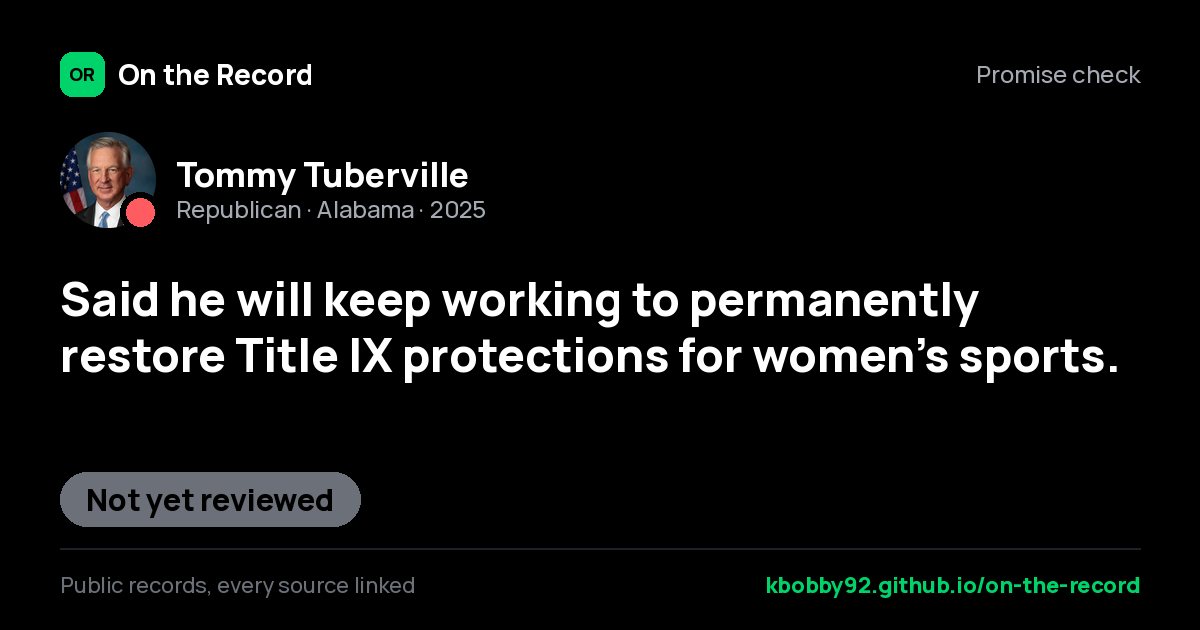 OR On the Record
Promise check
Tommy Tuberville
Republican · Alabama · 2025
Said he will keep working to permanently
restore Title IX protections for women’s sports.
Not yet reviewed
Public records, every source linked
kbobby92.github.io/on-the-record